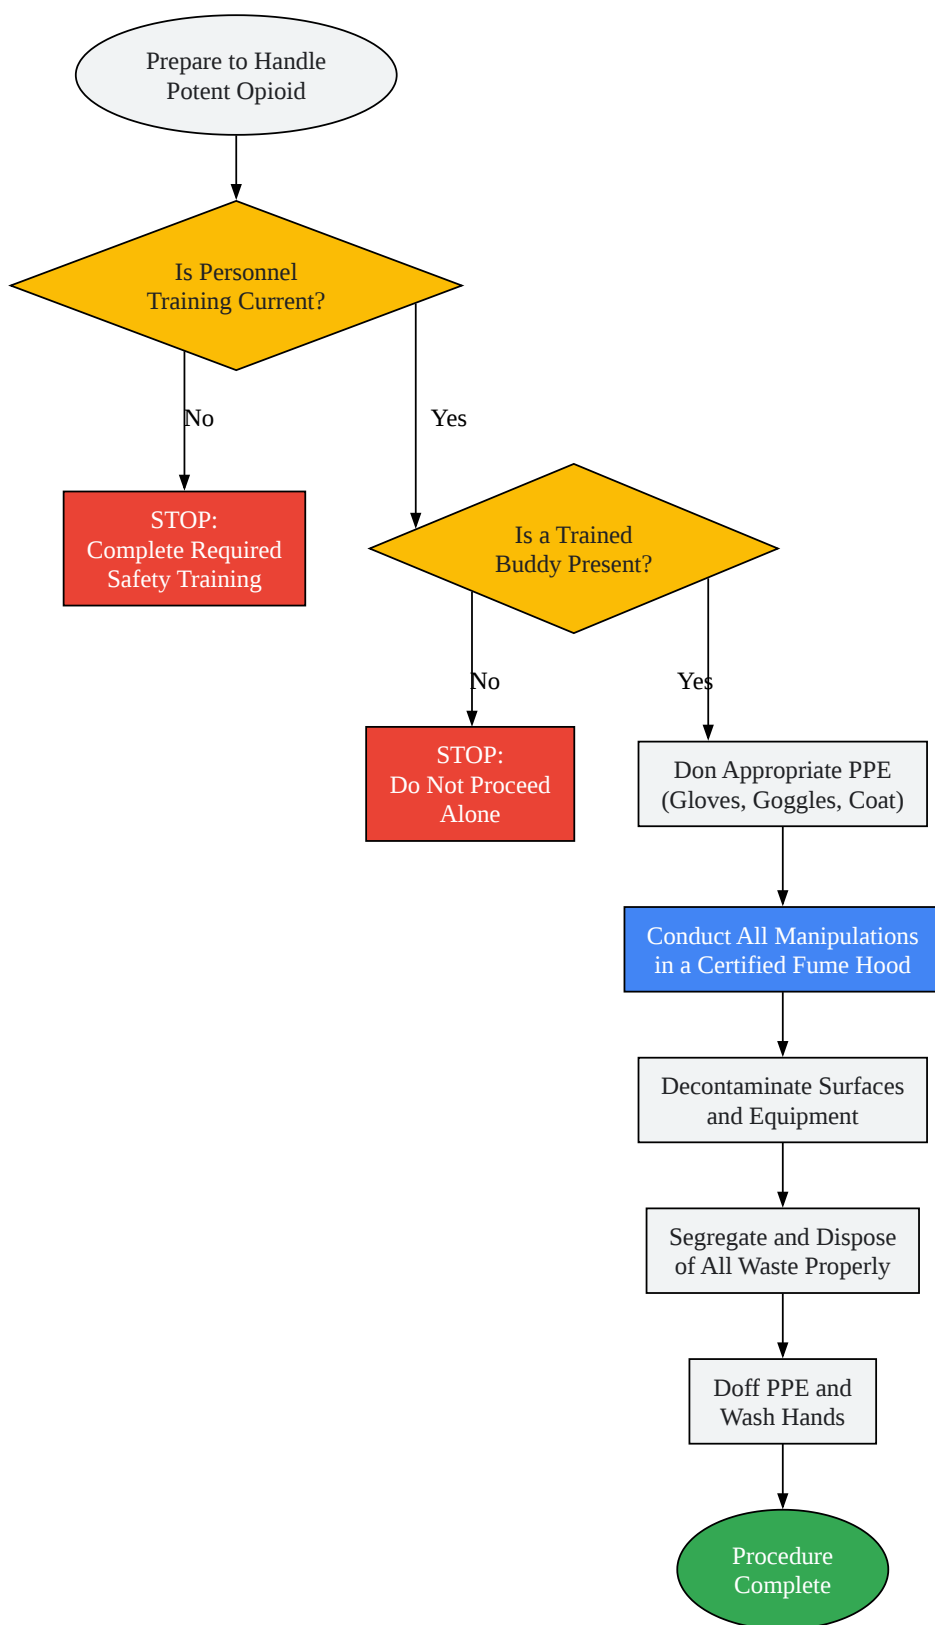 Prepare to Handle
Potent Opioid
Is Personnel
Training Current?
No
Yes
STOP:
Complete Required
Safety Training
Is a Trained
Buddy Present?
No
Yes
STOP:
Do Not Proceed
Alone
Don Appropriate PPE
(Gloves, Goggles, Coat)
Conduct All Manipulations
in a Certified Fume Hood
Decontaminate Surfaces
and Equipment
Segregate and Dispose
of All Waste Properly
Doff PPE and
Wash Hands
Procedure
Complete